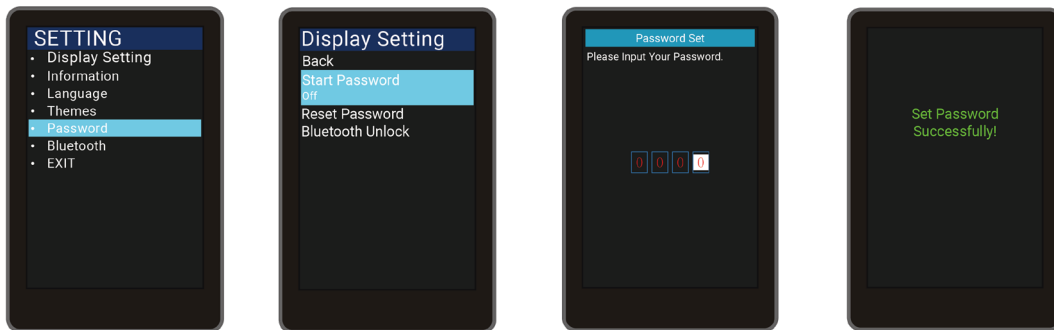 SETTING
• Display Setting
• Information
• Language
• Themes
• Password
• Bluetooth
• EXIT
Display Setting
Back
Start Password
Off
Reset Password
Bluetooth Unlock
Password Set
Please Input Your Password.
0 0 0 0
Set Password
Successfully!